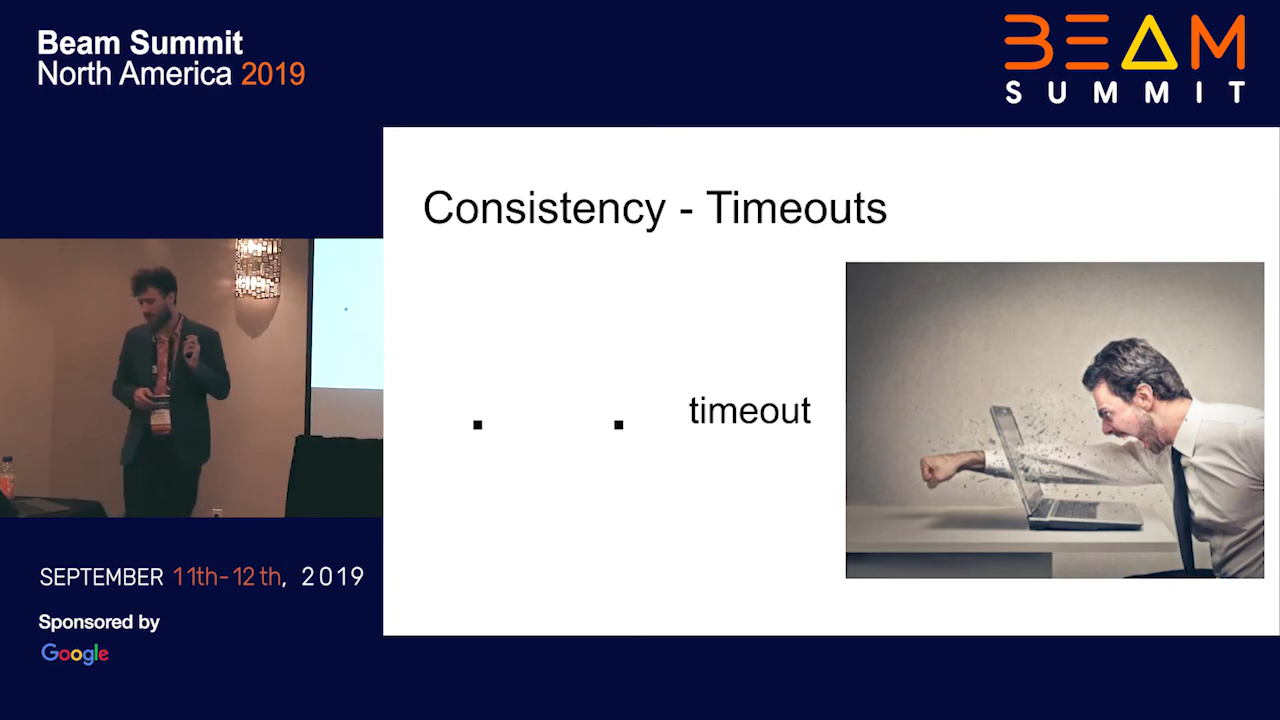 Beam Summit
North America 2019
BEAM
SUMMIT
Consistency - Timeouts
. . timeout
SEPTEMBER 11th-12th, 2019
Sponsored by
Google